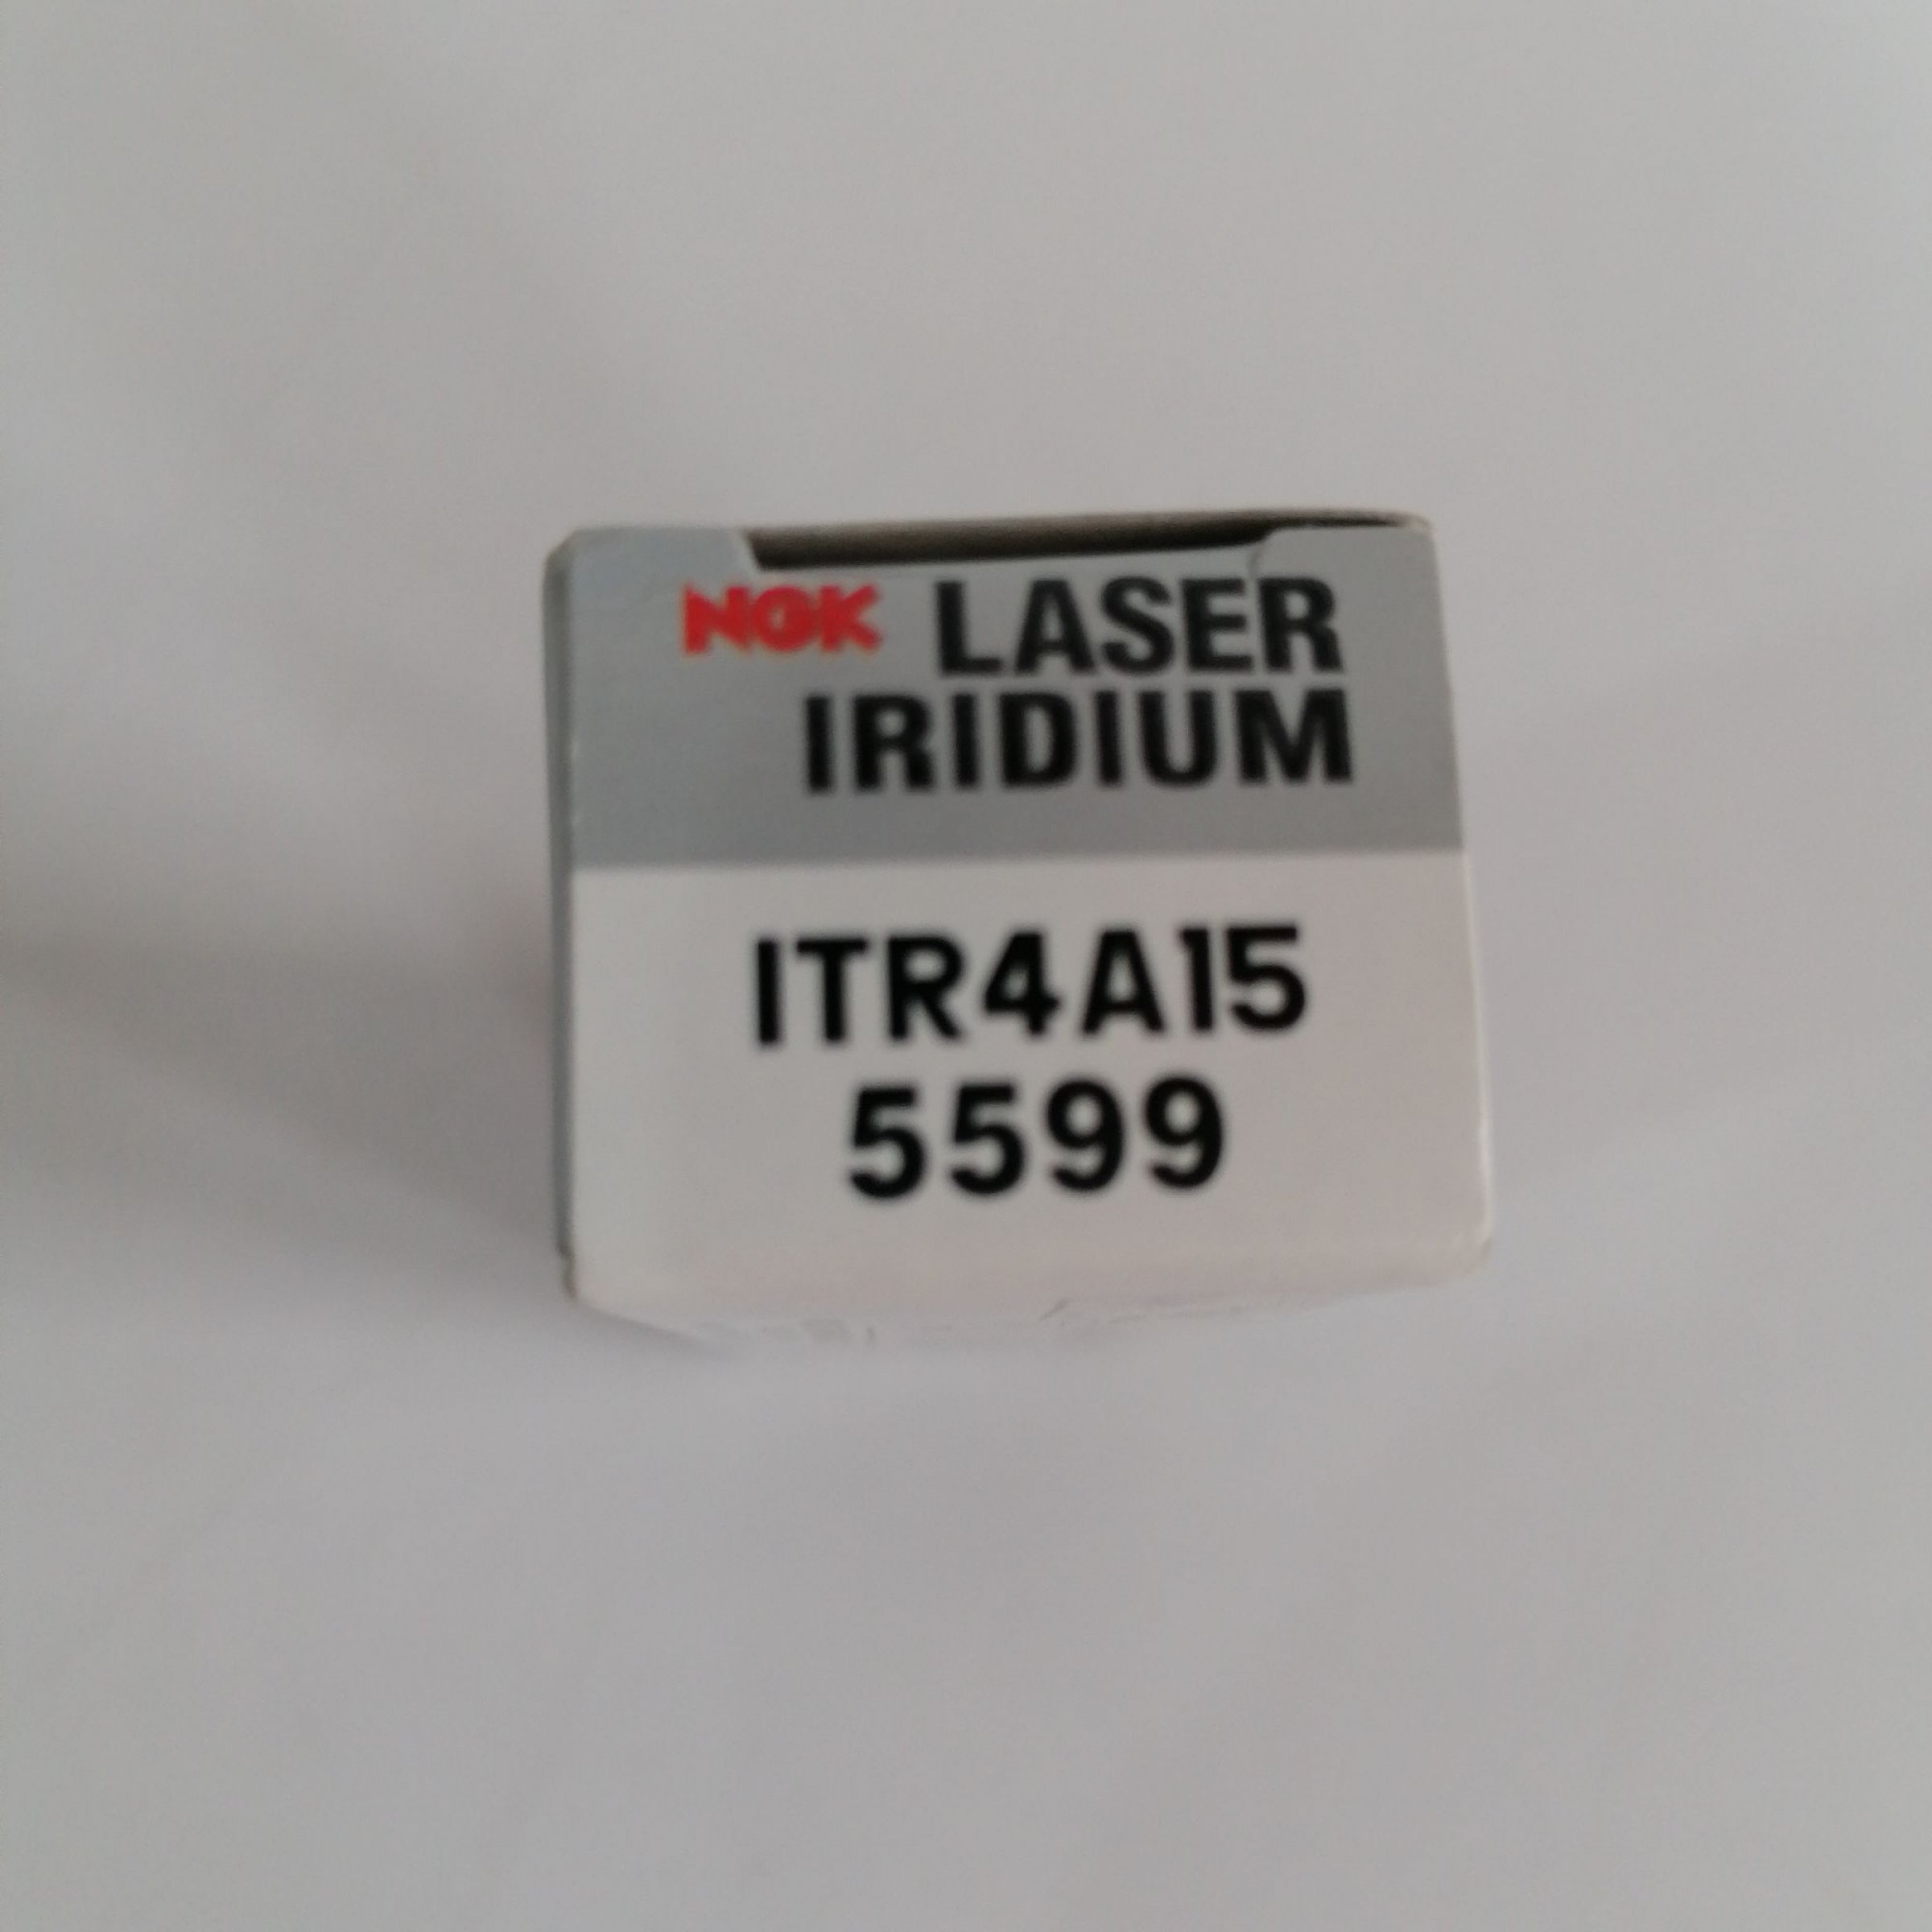 NGK LASER
IRIDIUM
ITR4A15
5599